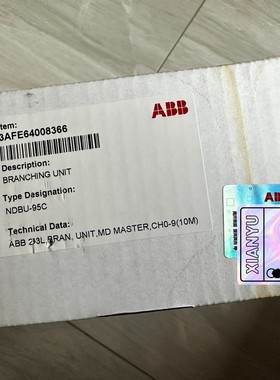 Item:
3AFE64008366
ABB
Description:
BRANCHING UNIT
Type Designation:
NDBU-95C
Technical Data:
ABB 2\3L,BRAN, UNIT,MD MASTER,CH0-9(10M)
XIANYU